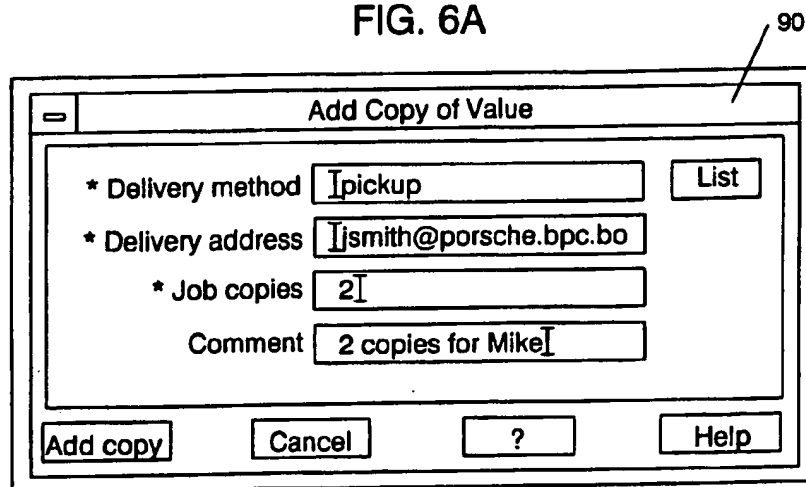 FIG. 6A
90
Add Copy of Value
* Delivery method pickup List
* Delivery address jsmith@porsche.bpc.bo
* Job copies 2
Comment 2 copies for Mike
Add copy Cancel ? Help